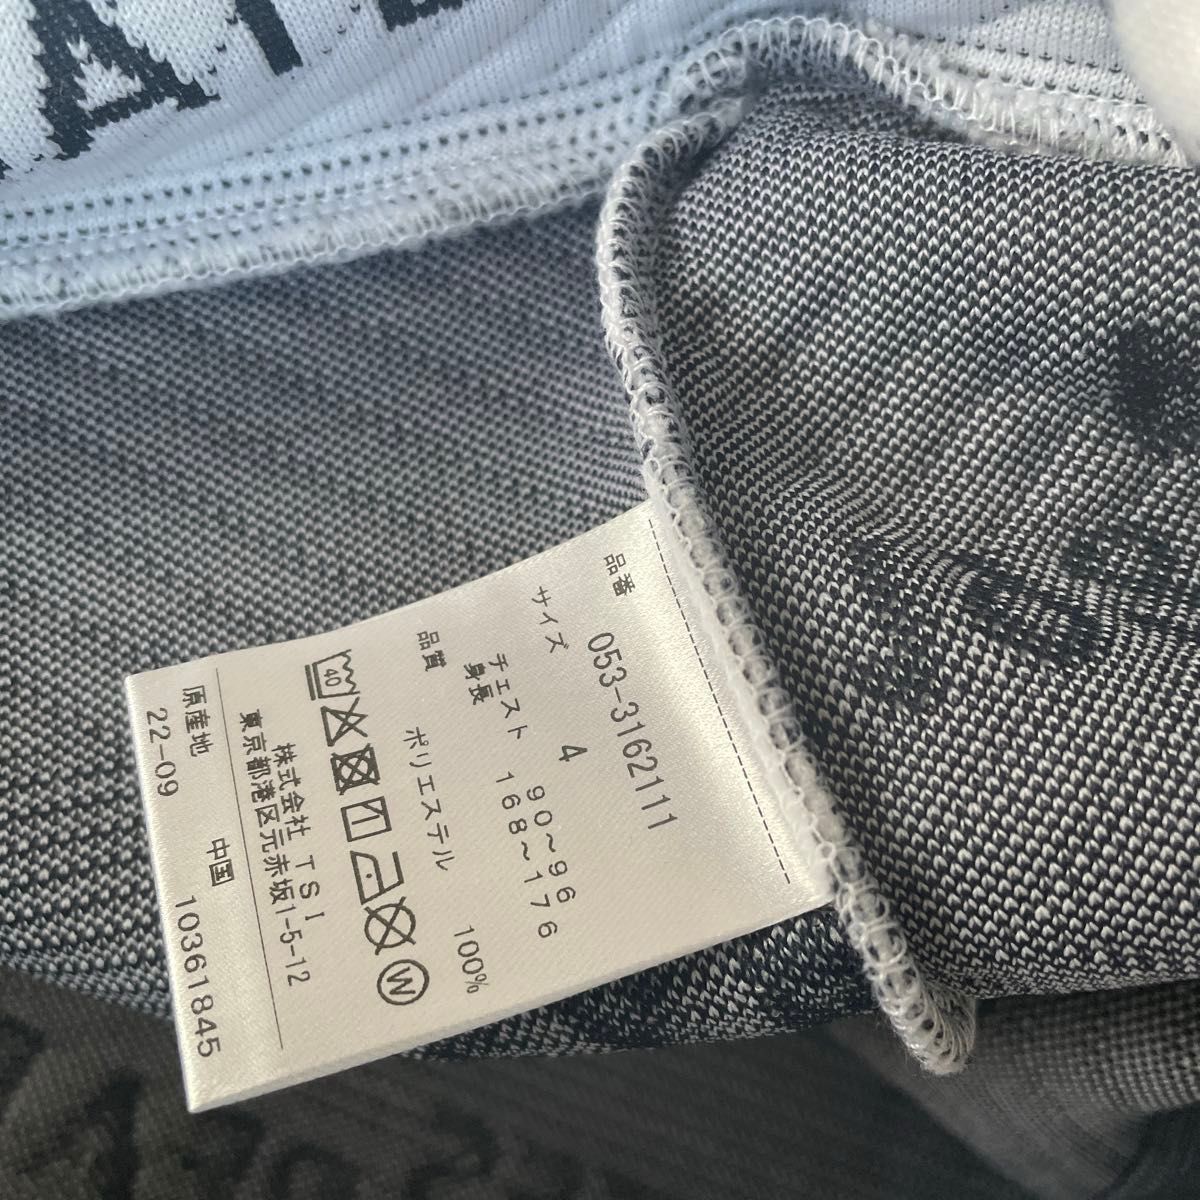 品番 053-3162111
サイズ 4
チェスト 90～96
身長 168～176
品質 ポリエステル 100%
40
W
株式会社 TSI
東京都港区元赤坂1-5-12
原産地 中国
22-09 10361845